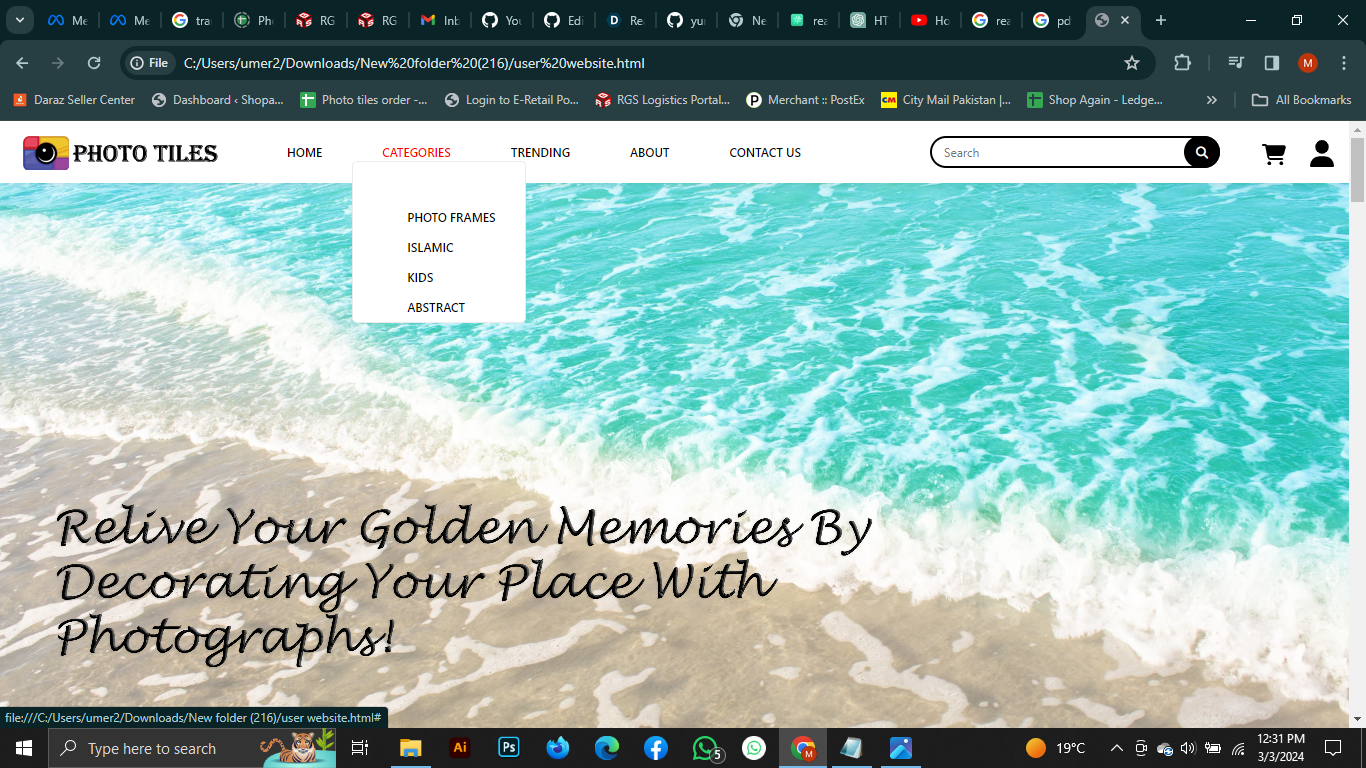 Me
Me
tra
Pho
RG
RG
Inb
You
Edi
Re
yu
Ne
rea
HT
Ho
rea
pd
File
C:/Users/umer2/Downloads/New%20folder%20(216)/user%20website.html
M
Daraz Seller Center
Dashboard ‹ Shopa...
Photo tiles order -...
Login to E-Retail Po...
RGS Logistics Portal...
Merchant :: PostEx
City Mail Pakistan |...
Shop Again - Ledge...
»
All Bookmarks
PHOTO TILES
HOME
CATEGORIES
TRENDING
ABOUT
CONTACT US
Search
PHOTO FRAMES
ISLAMIC
KIDS
ABSTRACT
Relive Your Golden Memories By
Decorating Your Place With
Photographs!
file:///C:/Users/umer2/Downloads/New folder (216)/user website.html#
Type here to search
Ai
Ps
5
M
19°C
12:31 PM
3/3/2024